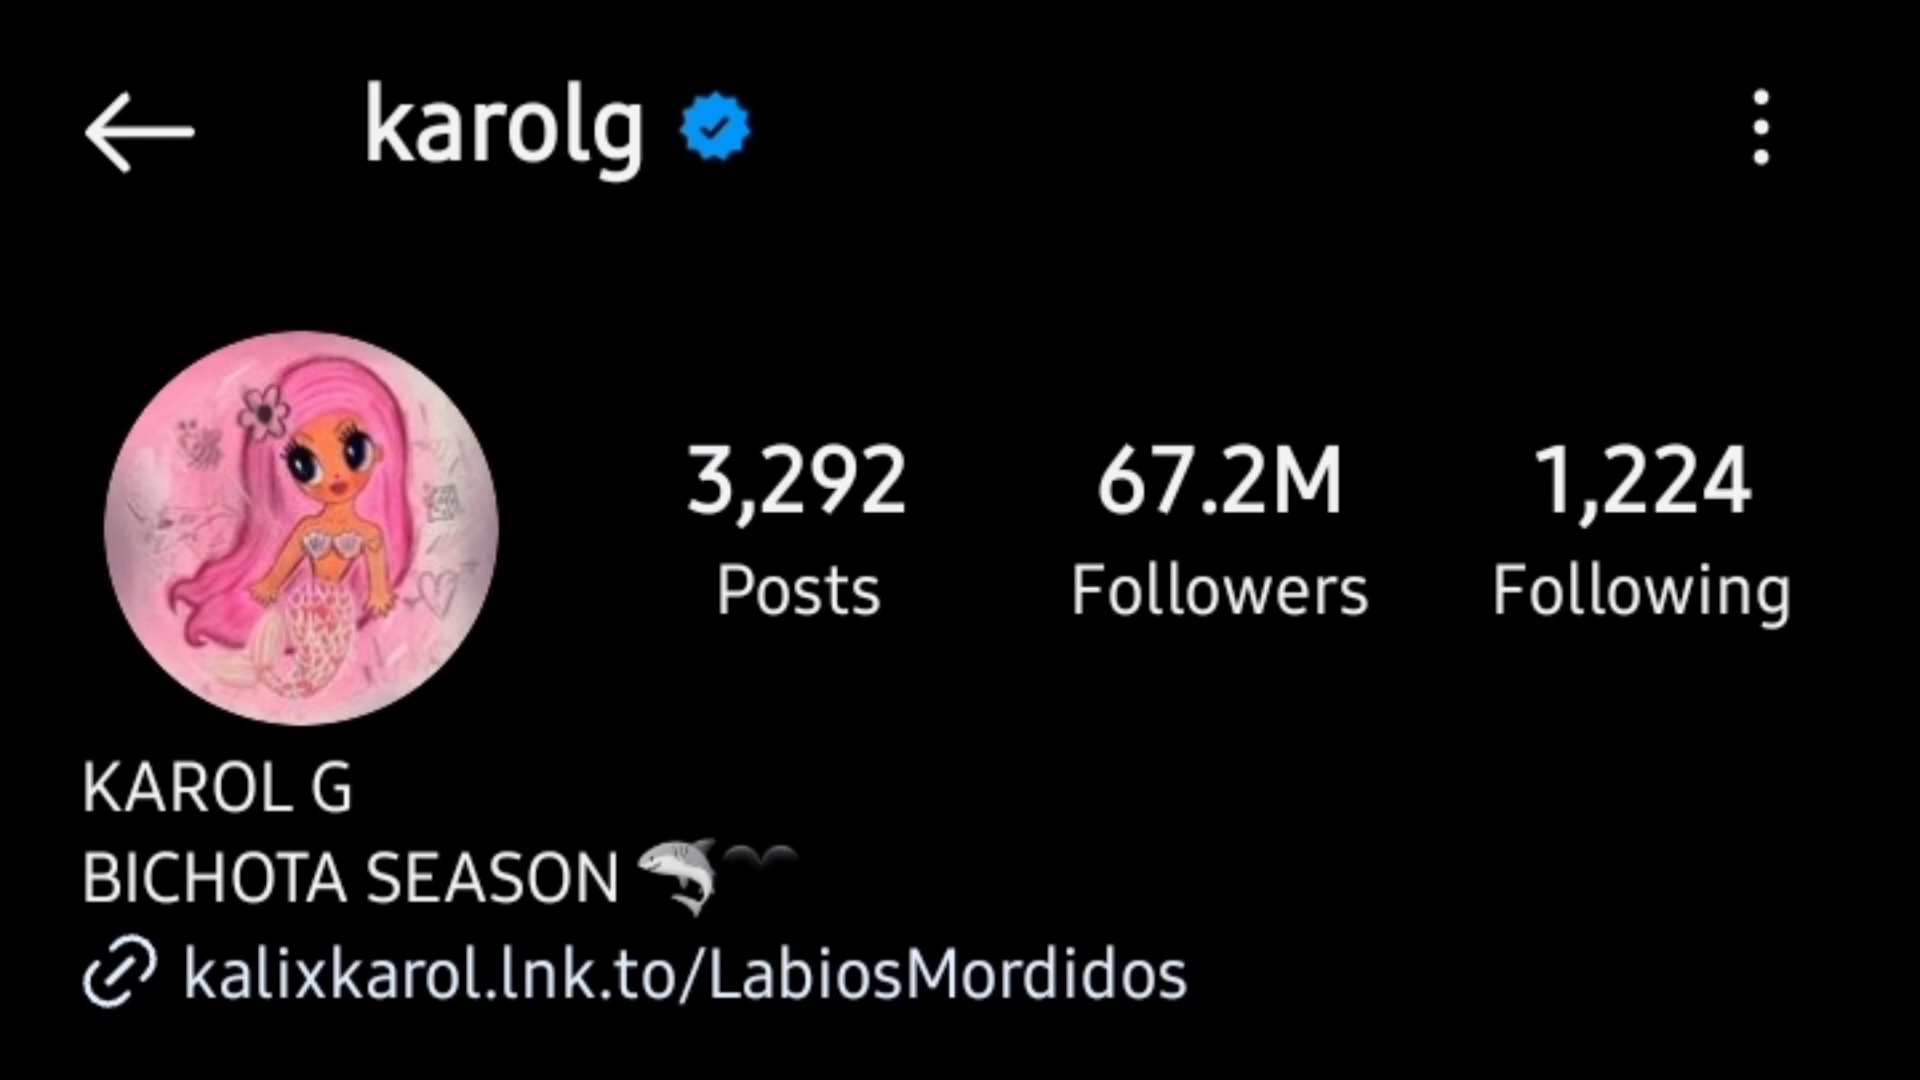 karolg
3,292 67.2M 1,224
Posts Followers Following
KAROL G
BICHOTA SEASON 🦈🖤
kalixkarol.lnk.to/LabiosMordidos